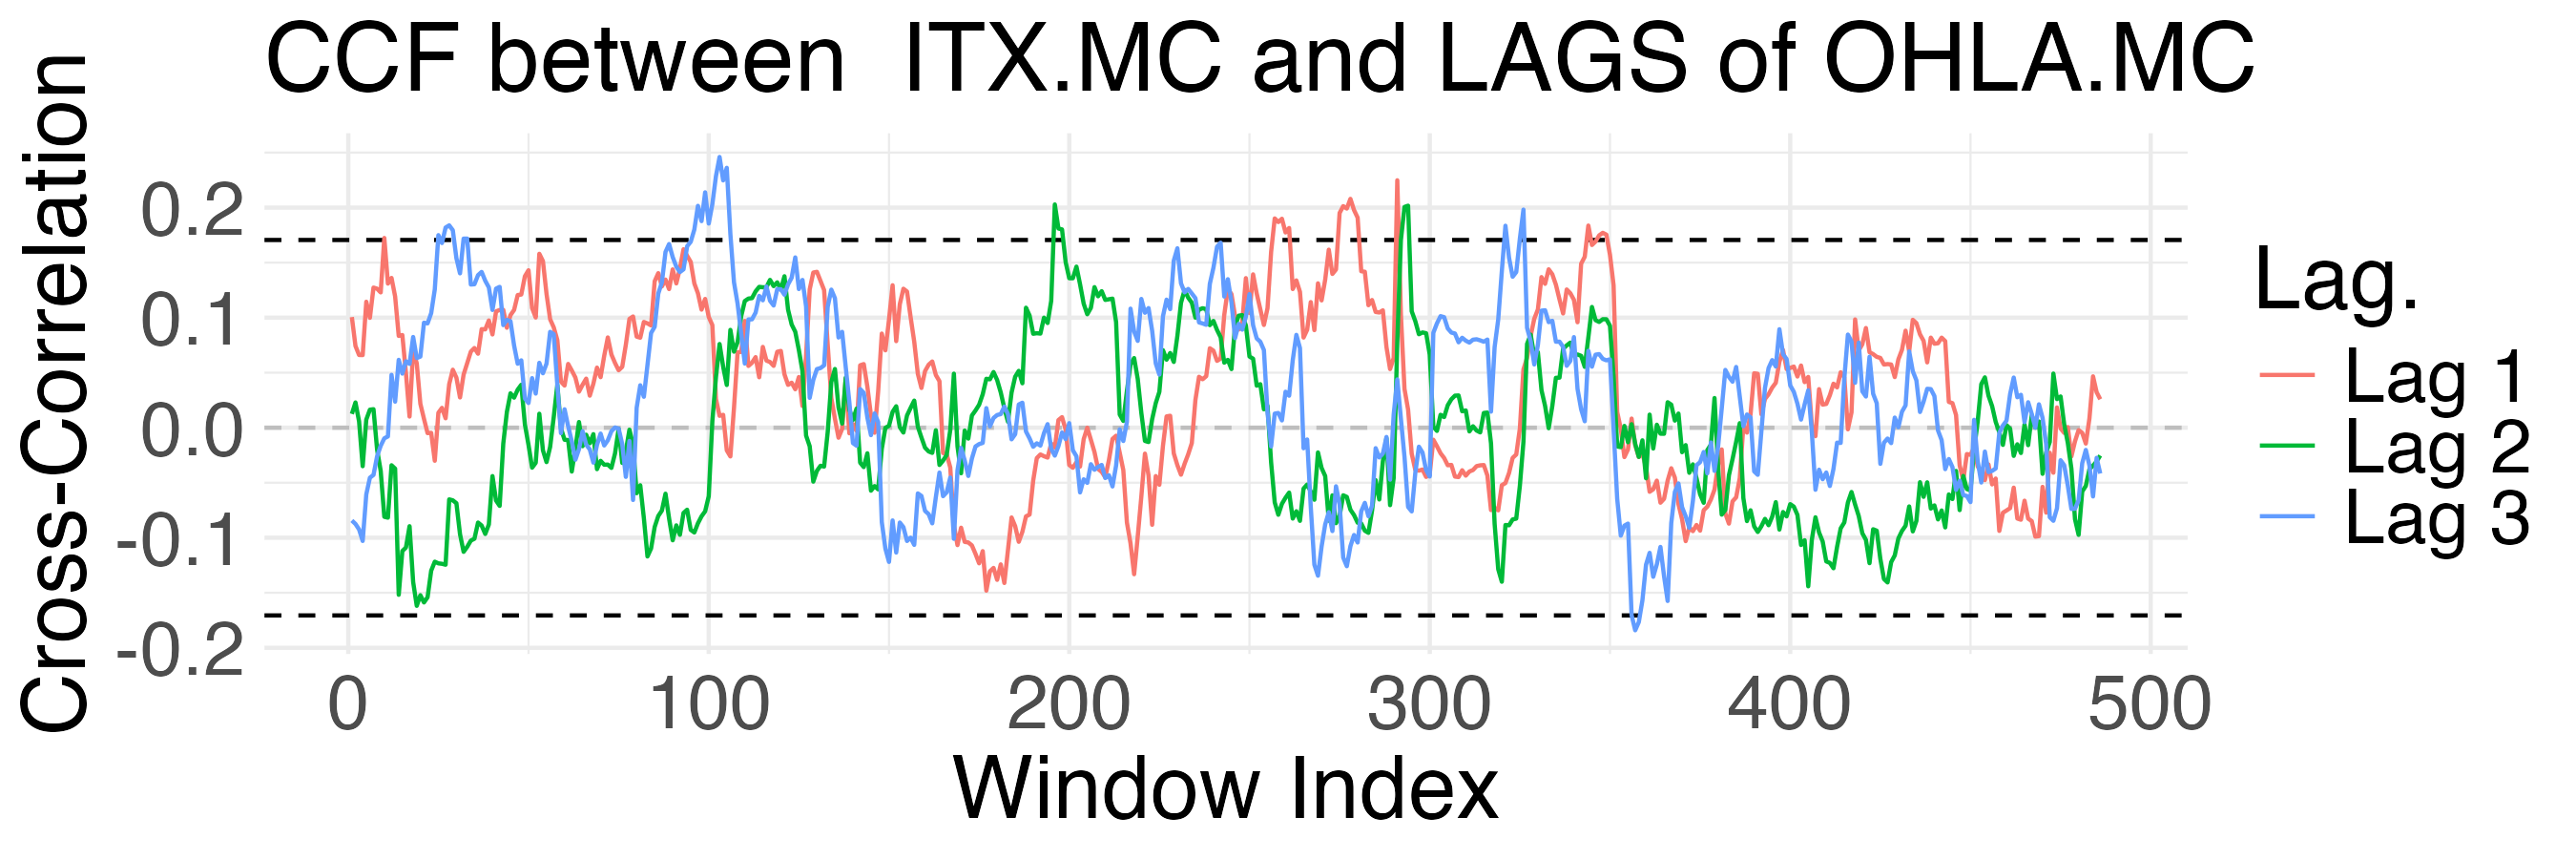 CCF between ITX.MC and LAGS of OHLA.MC
Cross-Correlation
0.2
0.1
0.0
-0.1
-0.2
0 100 200 300 400 500
Window Index
Lag.
Lag 1
Lag 2
Lag 3